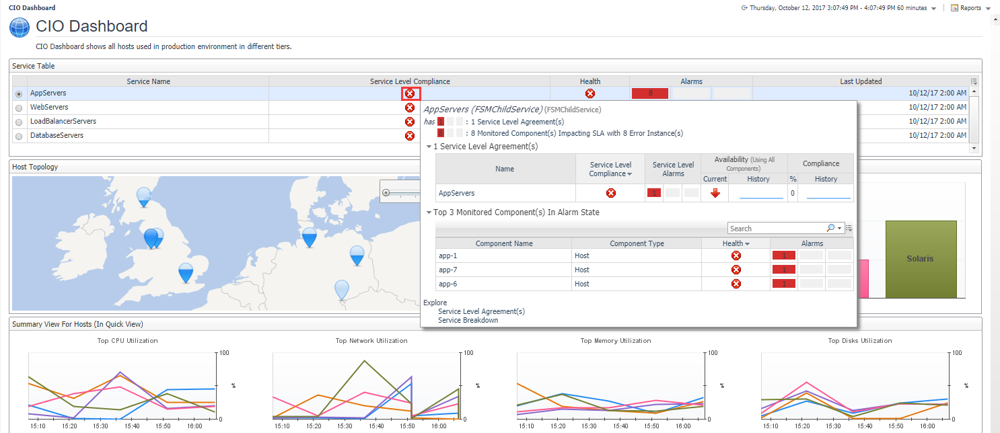 CIO Dashboard
Thursday, October 12, 2017 3:07:49 PM - 4:07:49 PM 60 minutes
Reports
CIO Dashboard
CIO Dashboard shows all hosts used in production environment in different tiers.
Service Table
Service Name Service Level Compliance Health Alarms Last Updated
AppServers 8 10/12/17 2:00 AM
WebServers 10/12/17 2:00 AM
LoadBalancerServers 10/12/17 2:00 AM
DatabaseServers 10/12/17 2:00 AM
AppServers (FSMChildService) (FSMChildService)
has 1 : 1 Service Level Agreement(s)
8 : 8 Monitored Component(s) Impacting SLA with 8 Error Instance(s)
1 Service Level Agreement(s)
Name Service Level Compliance Service Level Alarms Availability (Using All Components) Compliance
Current History % History
AppServers 1 0
Top 3 Monitored Component(s) In Alarm State
Search
Component Name Component Type Health Alarms
app-1 Host 1
app-7 Host 1
app-6 Host 1
Explore
Service Level Agreement(s)
Service Breakdown
Host Topology
Solaris
Summary View For Hosts (In Quick View)
Top CPU Utilization
100
%
0
15:10 15:20 15:30 15:40 15:50 16:00
Top Network Utilization
100
%
0
15:10 15:20 15:30 15:40 15:50 16:00
Top Memory Utilization
100
%
0
15:10 15:20 15:30 15:40 15:50 16:00
Top Disks Utilization
100
%
0
15:10 15:20 15:30 15:40 15:50 16:00